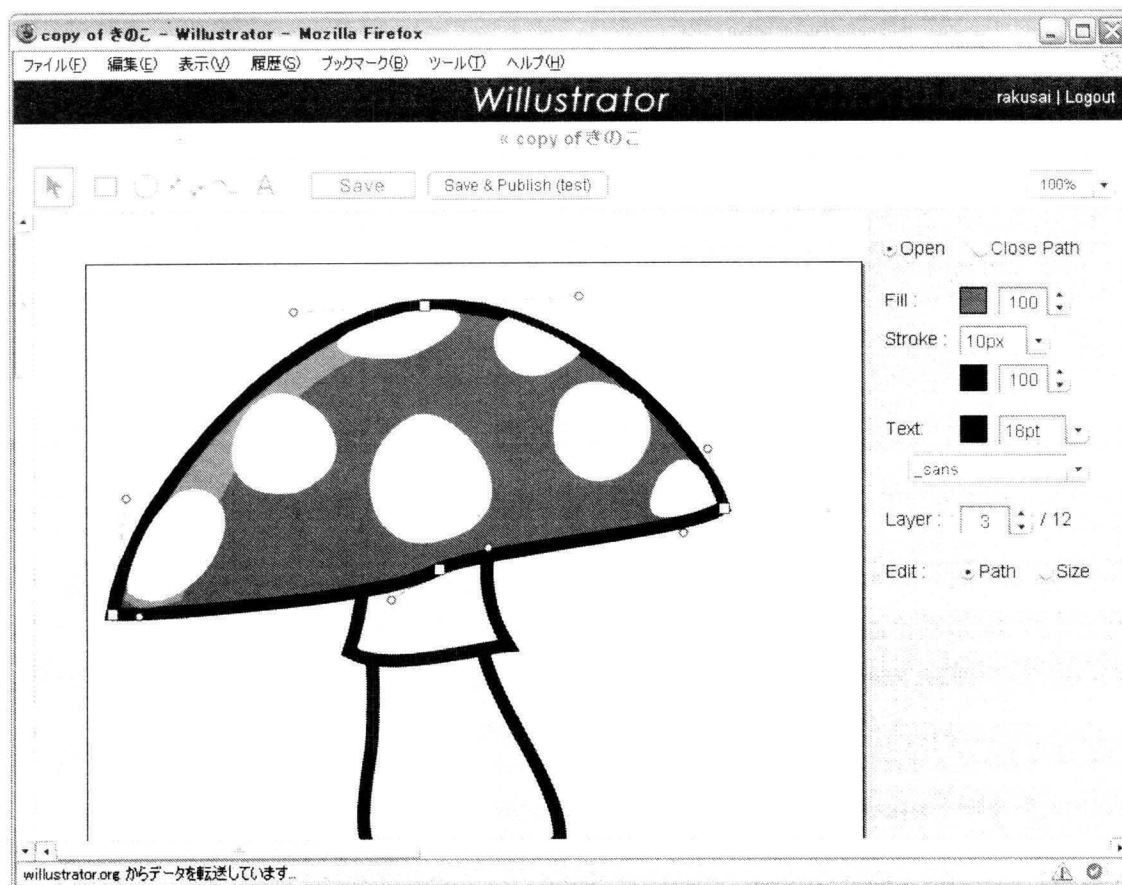 copy of きのこ - Willustrator - Mozilla Firefox
ファイル(F) 編集(E) 表示(V) 履歴(S) ブックマーク(B) ツール(T) ヘルプ(H)
Willustrator
rakusai | Logout
« copy of きのこ
A Save Save & Publish (test) 100%
Open Close Path
Fill : 100
Stroke : 10px
100
Text: 18pt
_sans
Layer : 3 / 12
Edit : Path Size
willustrator.org からデータを転送しています...